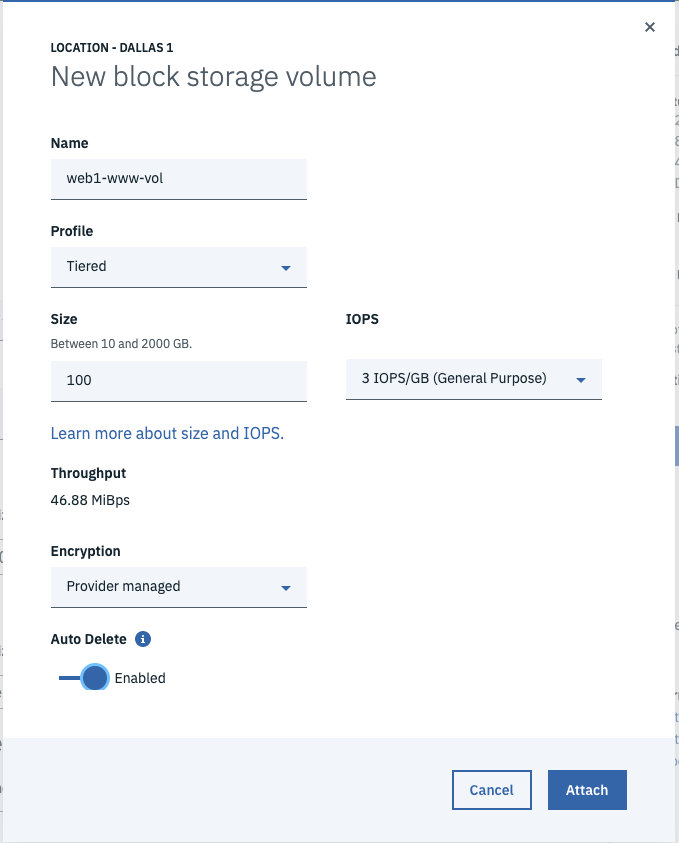 LOCATION - DALLAS 1
New block storage volume
Name
web1-www-vol
Profile
Tiered
Size
IOPS
Between 10 and 2000 GB.
100
3 IOPS/GB (General Purpose)
Learn more about size and IOPS.
Throughput
46.88 MiBps
Encryption
Provider managed
Auto Delete
Enabled
Cancel
Attach